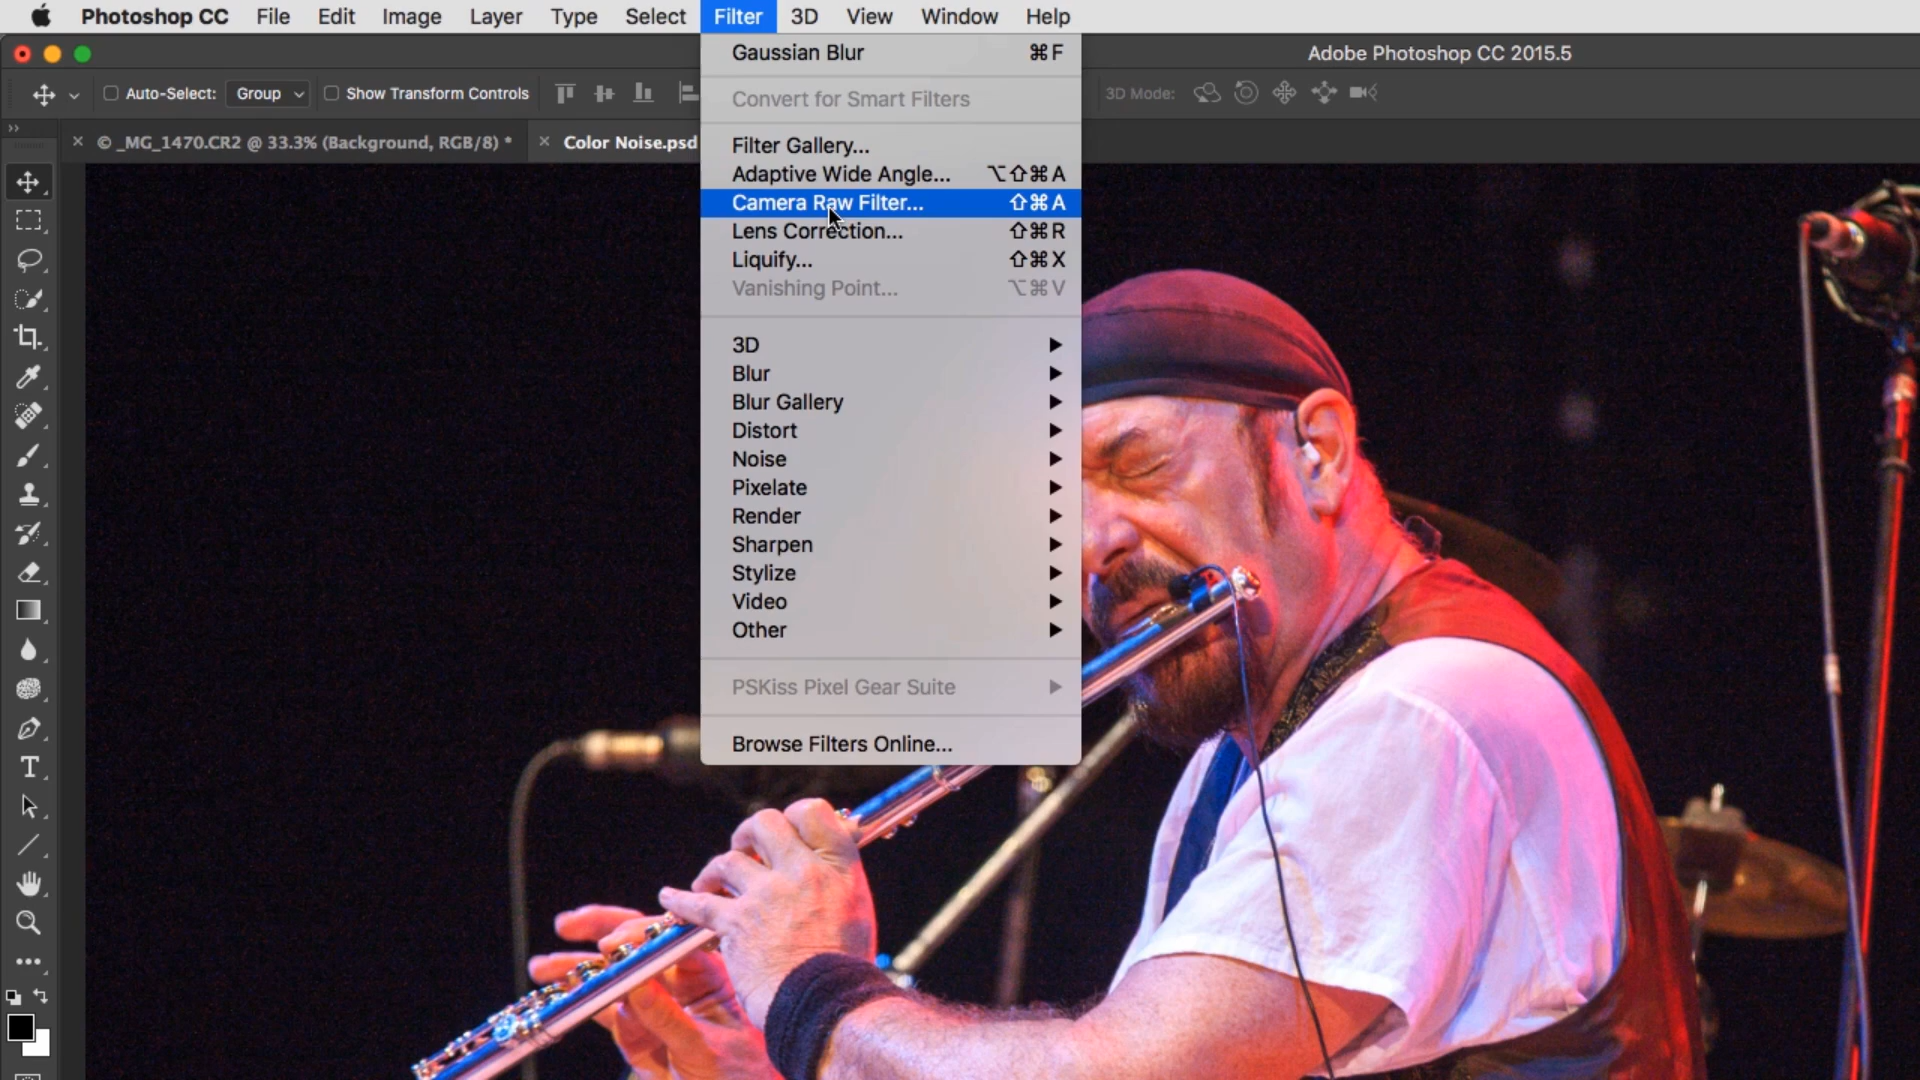 Photoshop CC File Edit Image Layer Type Select Filter 3D View Window Help
Adobe Photoshop CC 2015.5
Auto-Select: Group Show Transform Controls
3D Mode:
× © _MG_1470.CR2 @ 33.3% (Background, RGB/8) * × Color Noise.psd
Gaussian Blur ⌘F
Convert for Smart Filters
Filter Gallery...
Adaptive Wide Angle... ⌥⇧⌘A
Camera Raw Filter... ⇧⌘A
Lens Correction... ⇧⌘R
Liquify... ⇧⌘X
Vanishing Point... ⌥⌘V
3D
Blur
Blur Gallery
Distort
Noise
Pixelate
Render
Sharpen
Stylize
Video
Other
PSKiss Pixel Gear Suite
Browse Filters Online...